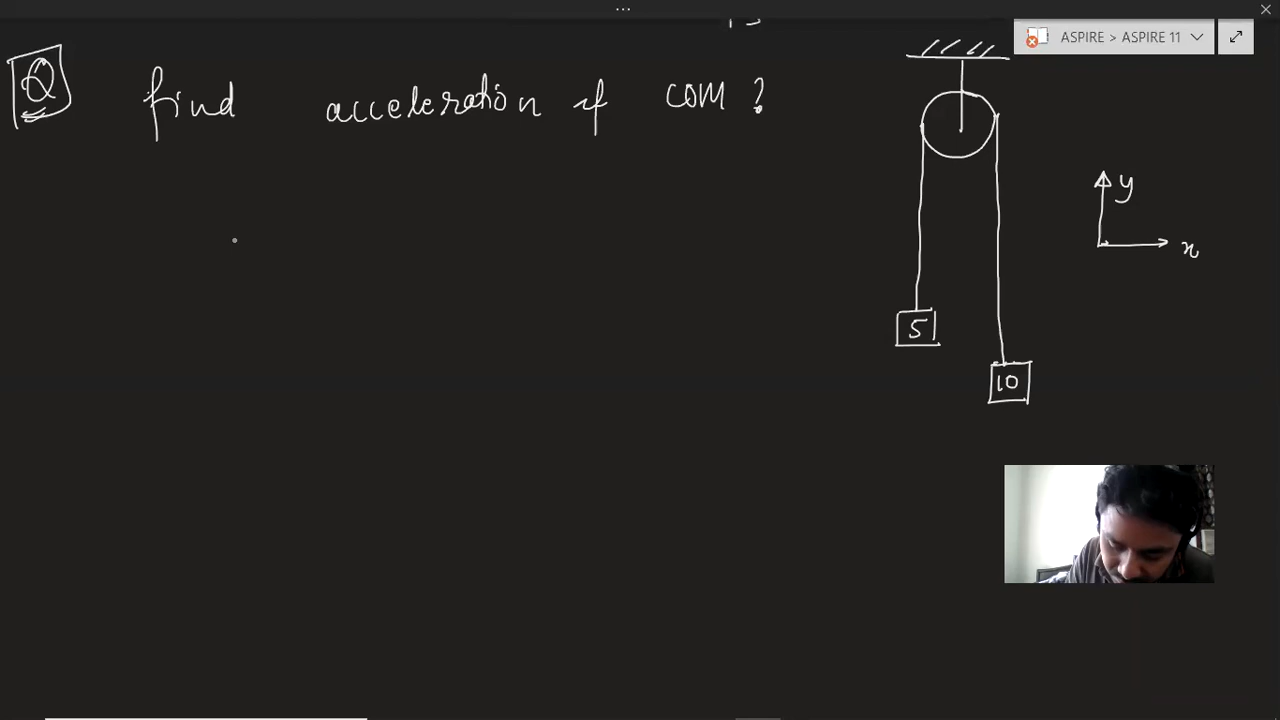 ASPIRE > ASPIRE 11
Q find acceleration of COM ?
y
x
5
10